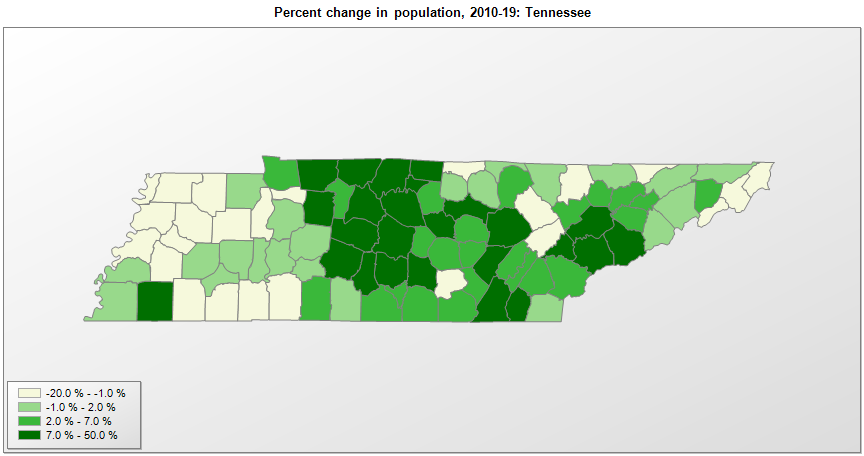 Percent change in population, 2010-19: Tennessee
-20.0 % - -1.0 %
-1.0 % - 2.0 %
2.0 % - 7.0 %
7.0 % - 50.0 %